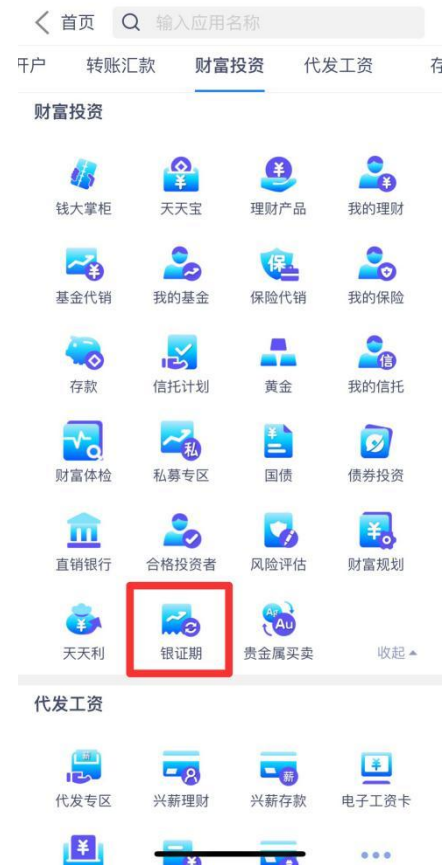 首页 输入应用名称
开户 转账汇款 财富投资 代发工资 存
财富投资
钱大掌柜 天天宝 理财产品 我的理财
基金代销 我的基金 保险代销 我的保险
存款 信托计划 黄金 我的信托
财富体检 私募专区 国债 债券投资
直销银行 合格投资者 风险评估 财富规划
天天利 银证期 贵金属买卖 收起
代发工资
代发专区 兴薪理财 兴薪存款 电子工资卡